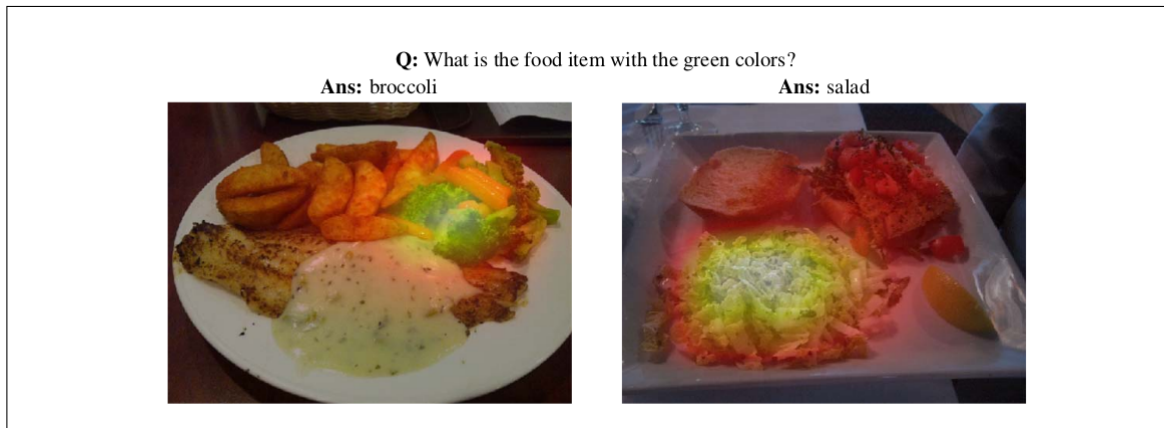 Q: What is the food item with the green colors?
Ans: broccoli
Ans: salad